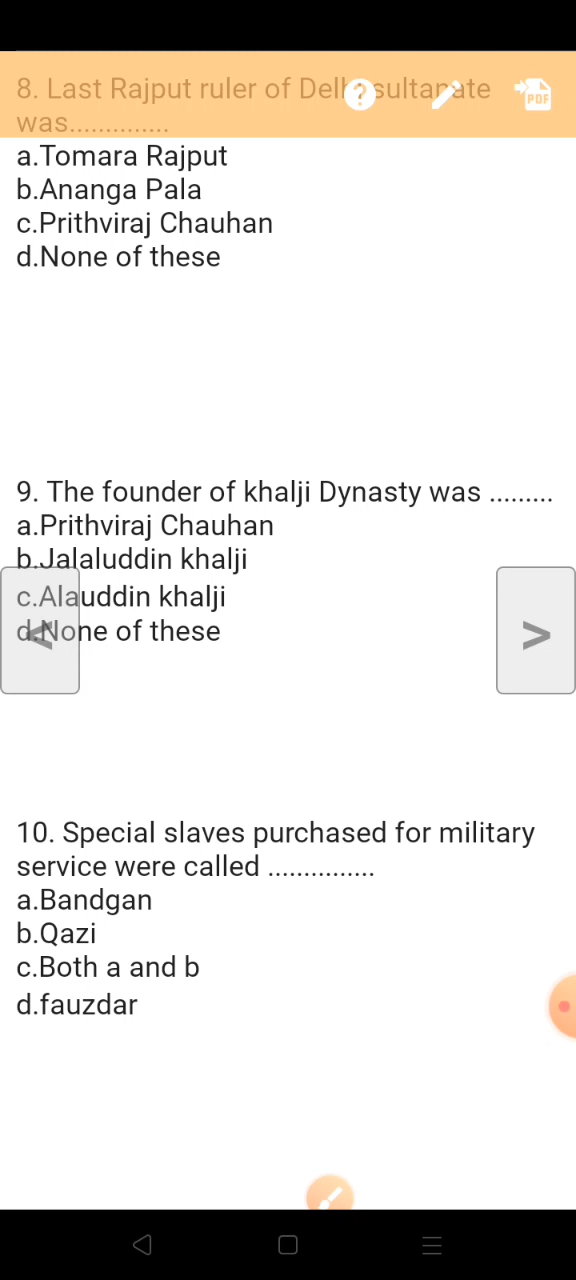 8. Last Rajput ruler of Delhi sultanate
was..............
a.Tomara Rajput
b.Ananga Pala
c.Prithviraj Chauhan
d.None of these
9. The founder of khalji Dynasty was .........
a.Prithviraj Chauhan
b.Jalaluddin khalji
c.Alauddin khalji
d.None of these
10. Special slaves purchased for military
service were called ...............
a.Bandgan
b.Qazi
c.Both a and b
d.fauzdar
PDF
<
>